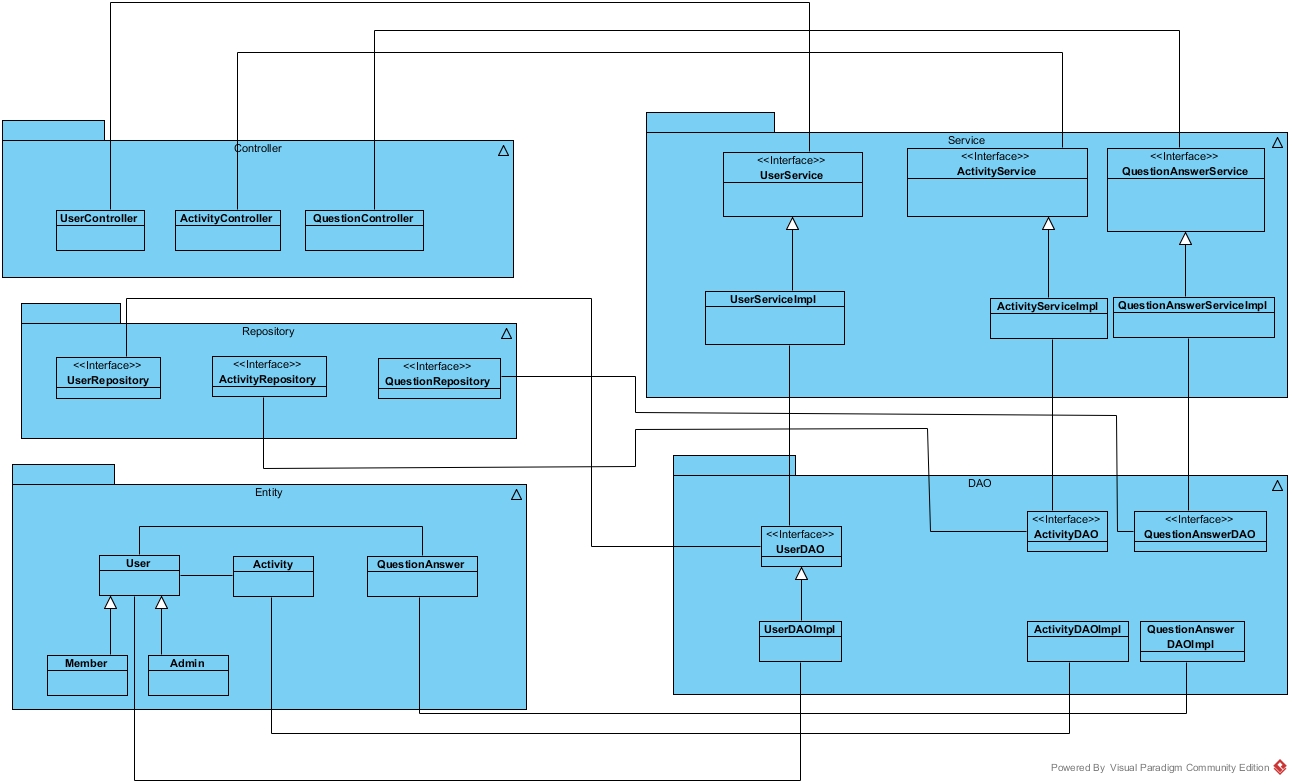 Controller
UserController
ActivityController
QuestionController
Service
<<Interface>>
UserService
<<Interface>>
ActivityService
<<Interface>>
QuestionAnswerService
UserServiceImpl
ActivityServiceImpl
QuestionAnswerServiceImpl
Repository
<<Interface>>
UserRepository
<<Interface>>
ActivityRepository
<<Interface>>
QuestionRepository
Entity
User
Activity
QuestionAnswer
Member
Admin
DAO
<<Interface>>
UserDAO
<<Interface>>
ActivityDAO
<<Interface>>
QuestionAnswerDAO
UserDAOImpl
ActivityDAOImpl
QuestionAnswer
DAOImpl
Powered By Visual Paradigm Community Edition